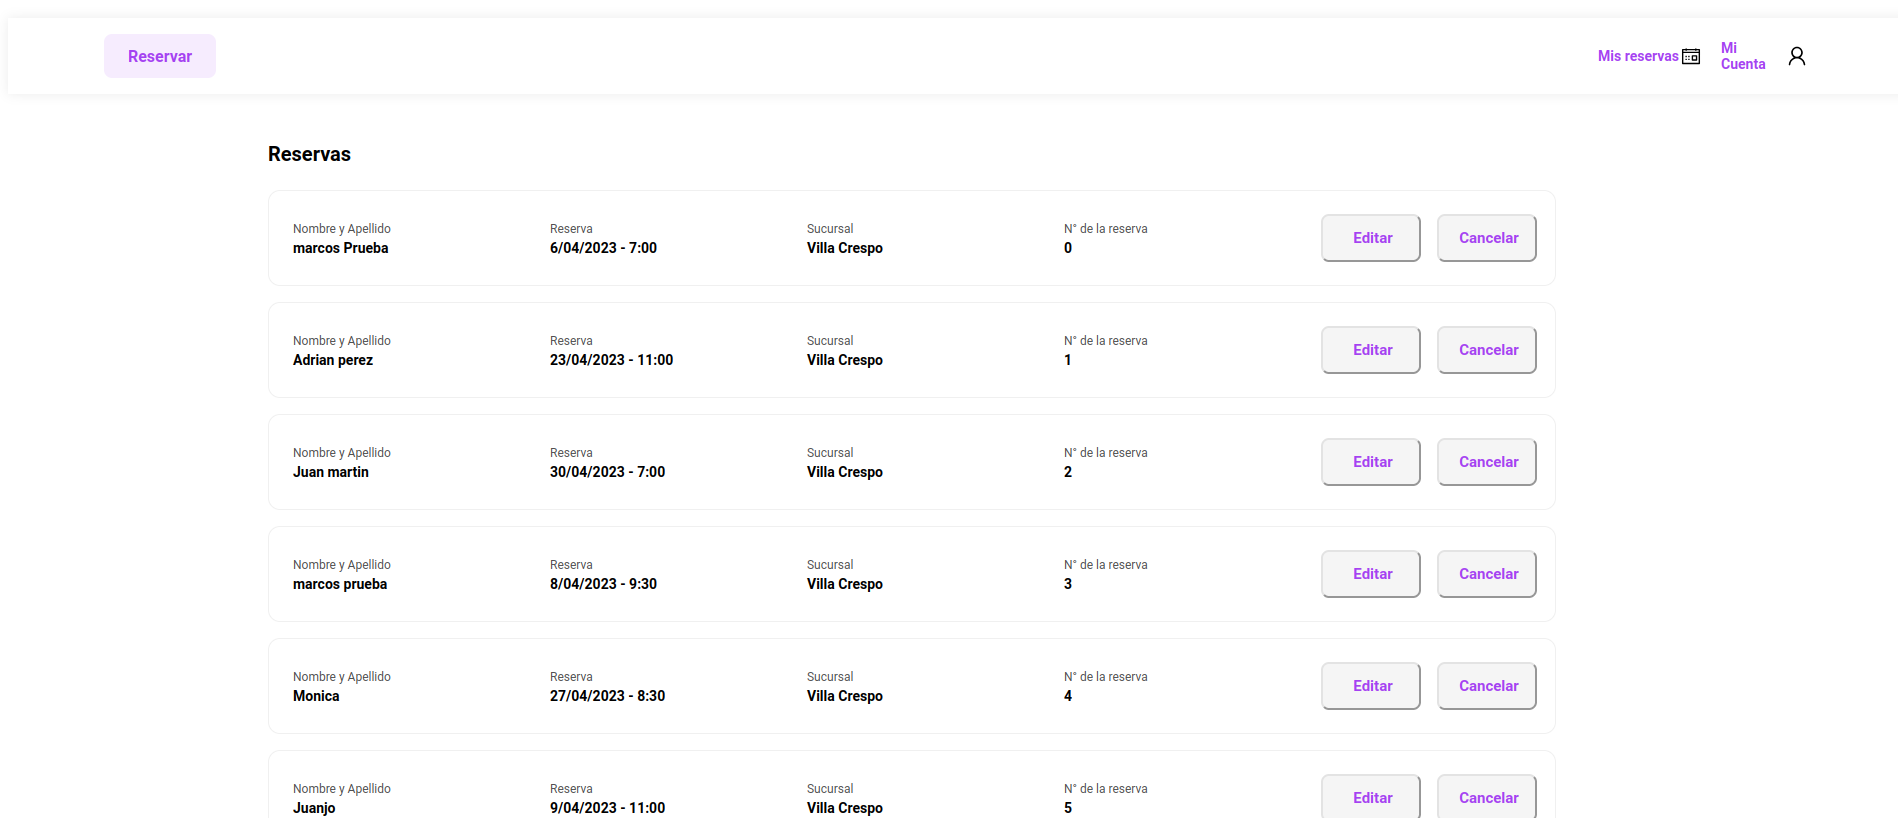 Reservar
Mis reservas
Mi
Cuenta
Reservas
Nombre y Apellido Reserva Sucursal N° de la reserva
marcos Prueba 6/04/2023 - 7:00 Villa Crespo 0 Editar Cancelar
Nombre y Apellido Reserva Sucursal N° de la reserva
Adrian perez 23/04/2023 - 11:00 Villa Crespo 1 Editar Cancelar
Nombre y Apellido Reserva Sucursal N° de la reserva
Juan martin 30/04/2023 - 7:00 Villa Crespo 2 Editar Cancelar
Nombre y Apellido Reserva Sucursal N° de la reserva
marcos prueba 8/04/2023 - 9:30 Villa Crespo 3 Editar Cancelar
Nombre y Apellido Reserva Sucursal N° de la reserva
Monica 27/04/2023 - 8:30 Villa Crespo 4 Editar Cancelar
Nombre y Apellido Reserva Sucursal N° de la reserva
Juanjo 9/04/2023 - 11:00 Villa Crespo 5 Editar Cancelar